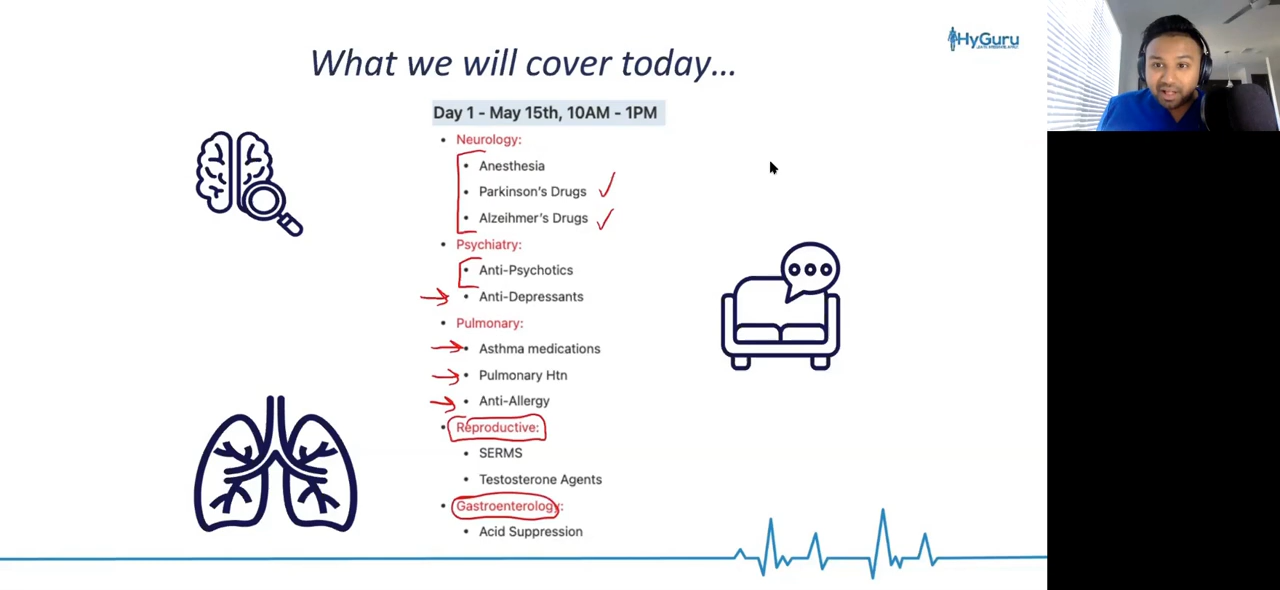 HyGuru
What we will cover today...
Day 1 - May 15th, 10AM - 1PM
• Neurology:
• Anesthesia
• Parkinson's Drugs
• Alzeihmer's Drugs
• Psychiatry:
• Anti-Psychotics
• Anti-Depressants
• Pulmonary:
• Asthma medications
• Pulmonary Htn
• Anti-Allergy
• Reproductive:
• SERMS
• Testosterone Agents
• Gastroenterology:
• Acid Suppression